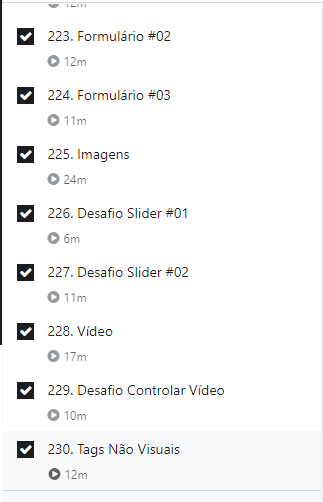 12m
223. Formulário #02
12m
224. Formulário #03
11m
225. Imagens
24m
226. Desafio Slider #01
6m
227. Desafio Slider #02
11m
228. Vídeo
17m
229. Desafio Controlar Vídeo
10m
230. Tags Não Visuais
12m